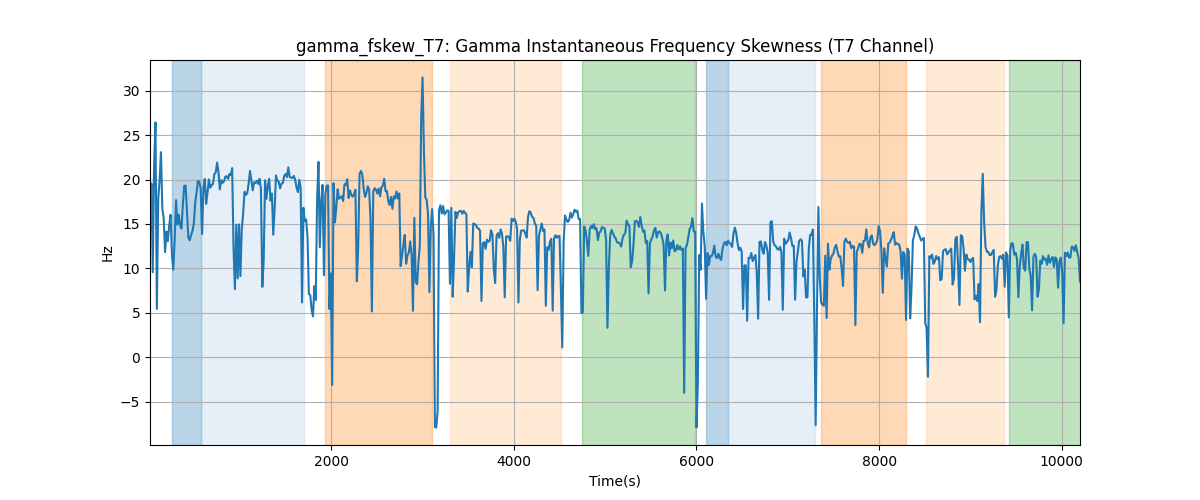 gamma_fskew_T7: Gamma Instantaneous Frequency Skewness (T7 Channel)
30
25
20
15
10
5
0
−5
Hz
2000 4000 6000 8000 10000
Time(s)